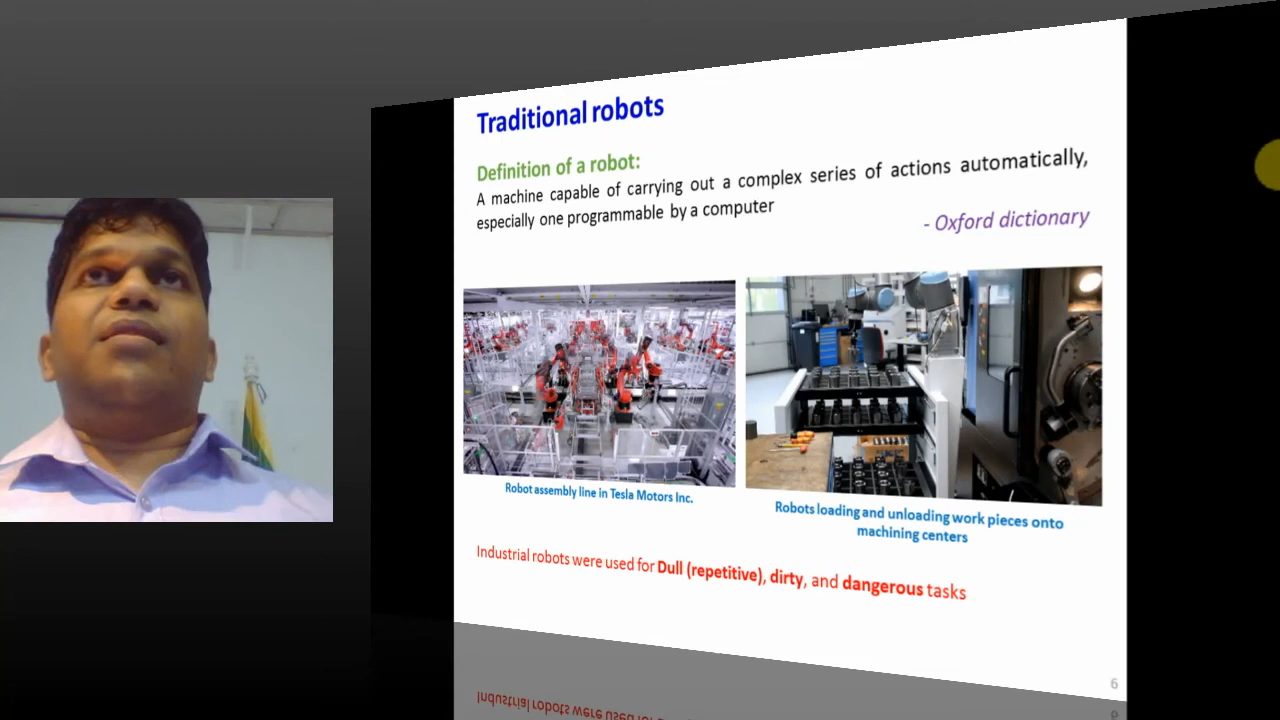 Traditional robots
Definition of a robot:
A machine capable of carrying out a complex series of actions automatically,
especially one programmable by a computer
- Oxford dictionary
Robot assembly line in Tesla Motors Inc.
Robots loading and unloading work pieces onto
machining centers
Industrial robots were used for Dull (repetitive), dirty, and dangerous tasks
6